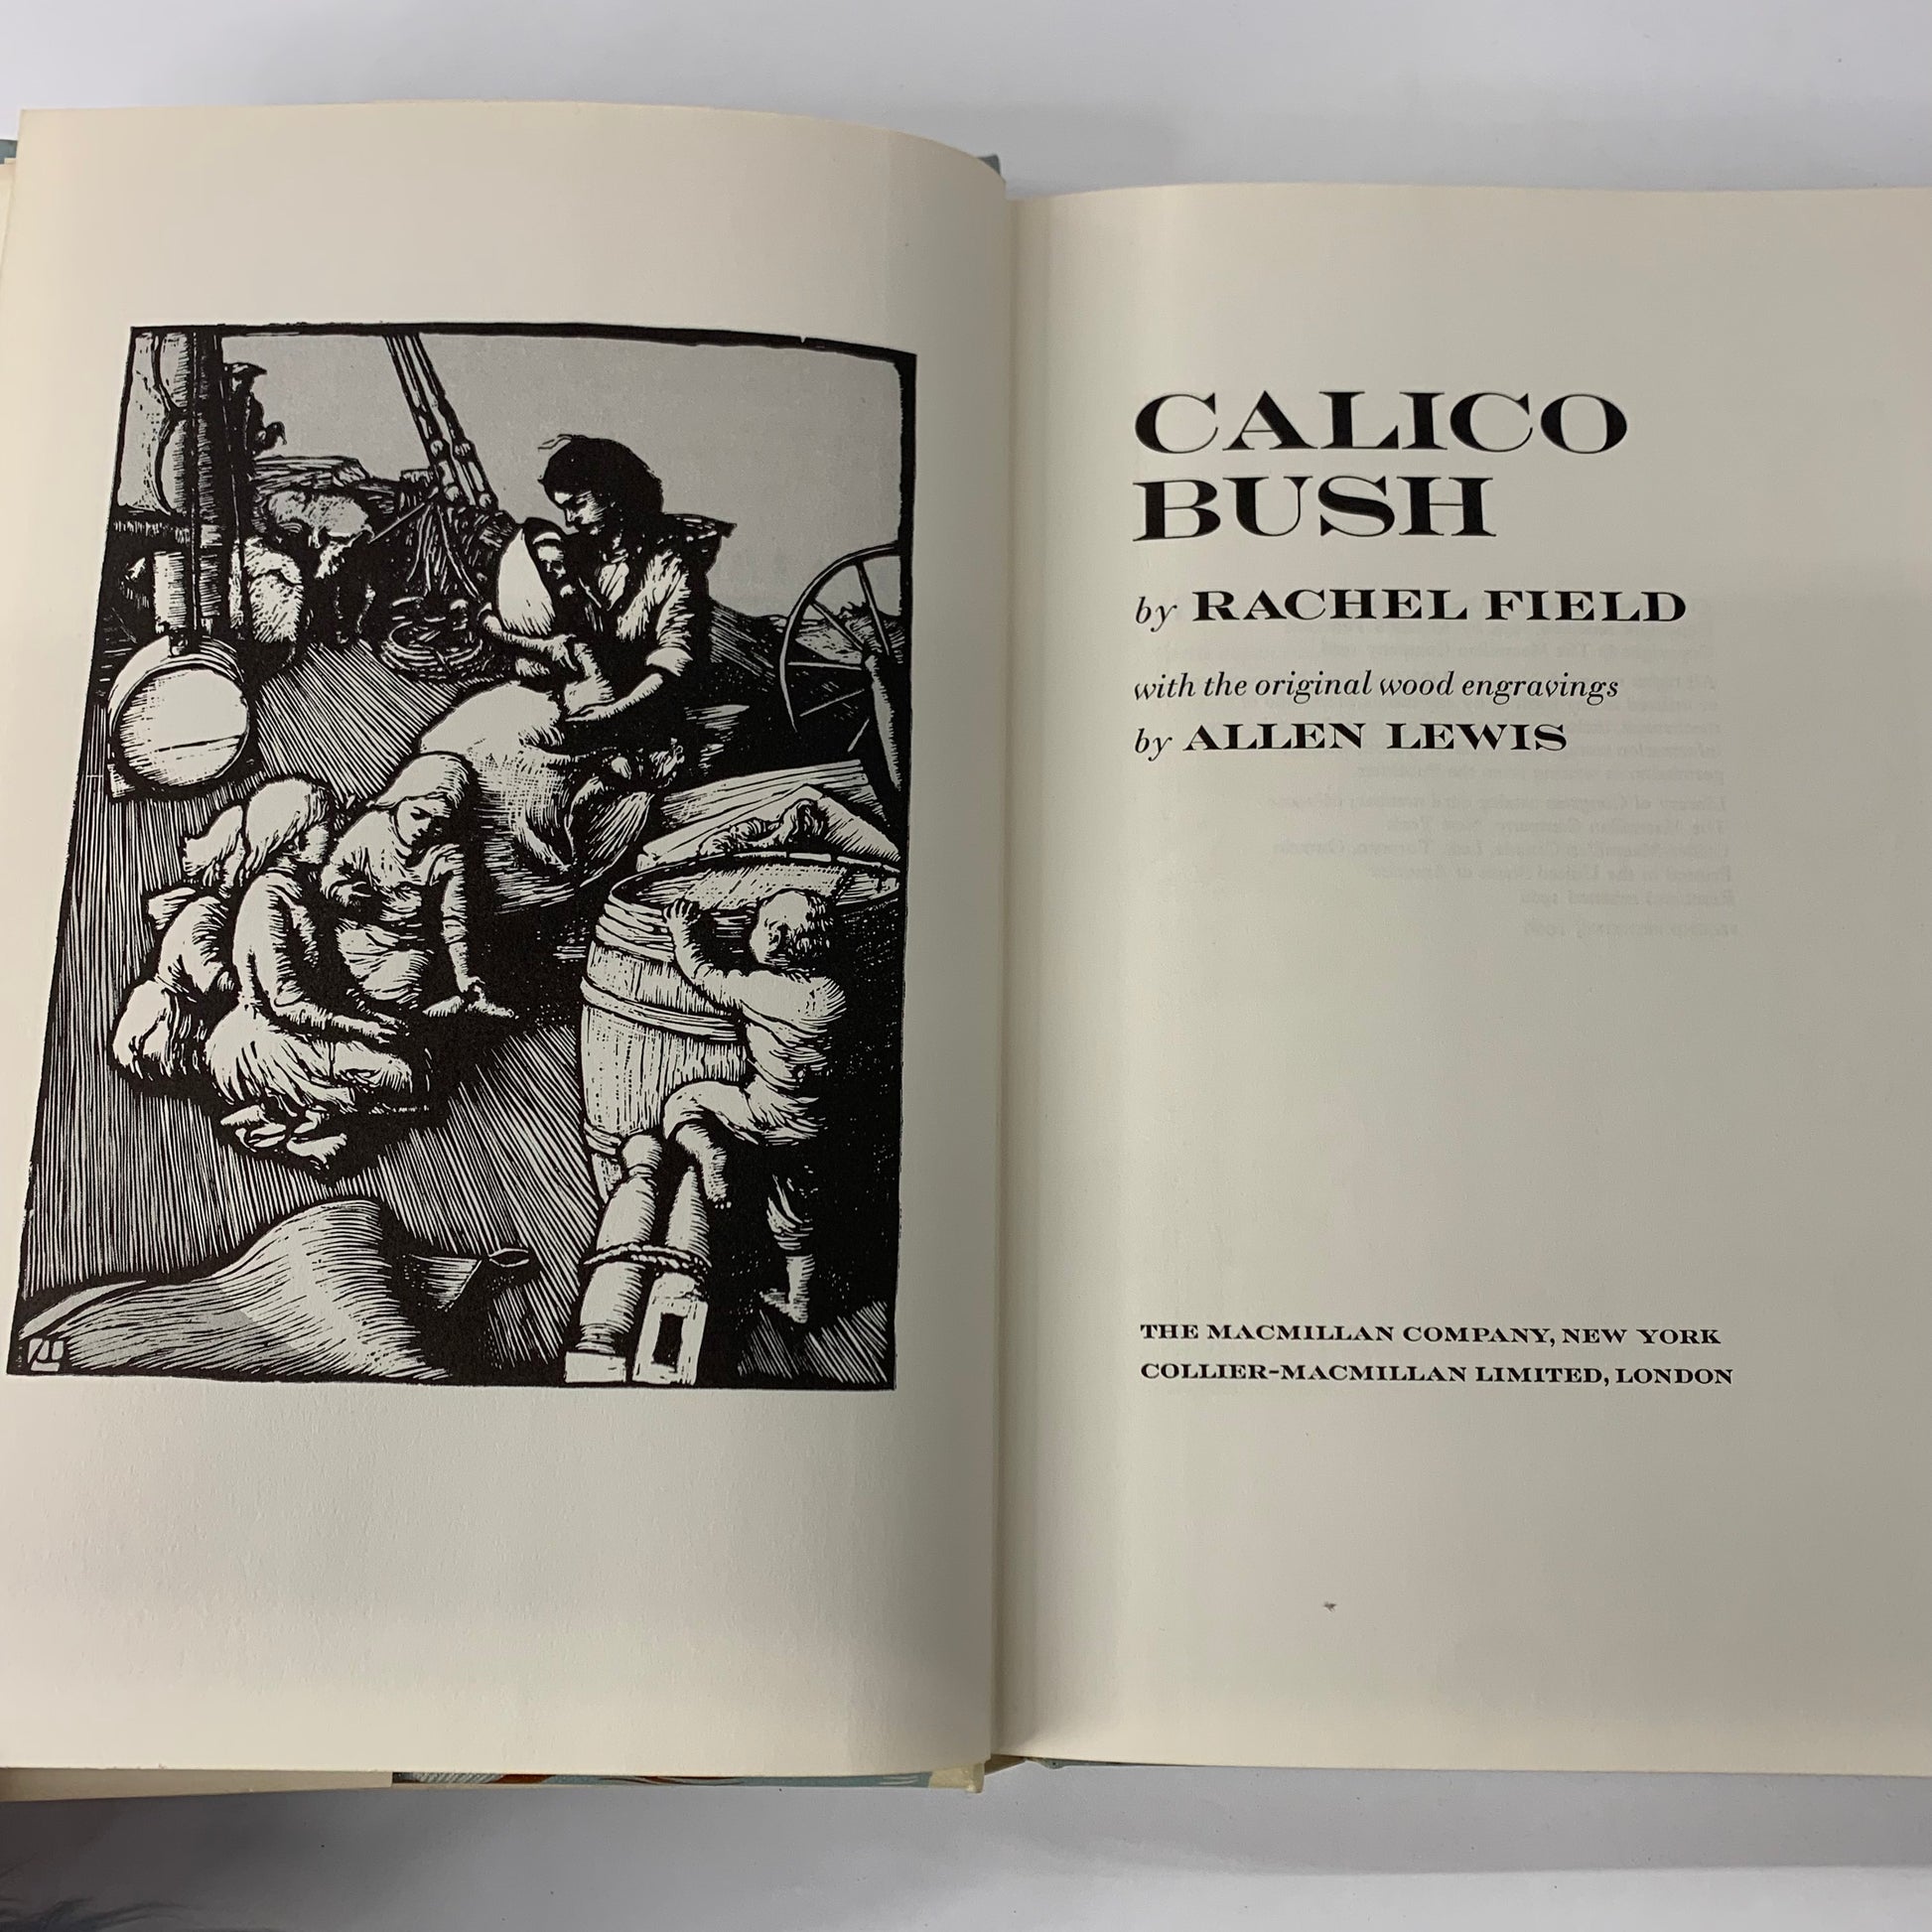 CALICO
BUSH
by RACHEL FIELD
with the original wood engravings
by ALLEN LEWIS
THE MACMILLAN COMPANY, NEW YORK
COLLIER-MACMILLAN LIMITED, LONDON